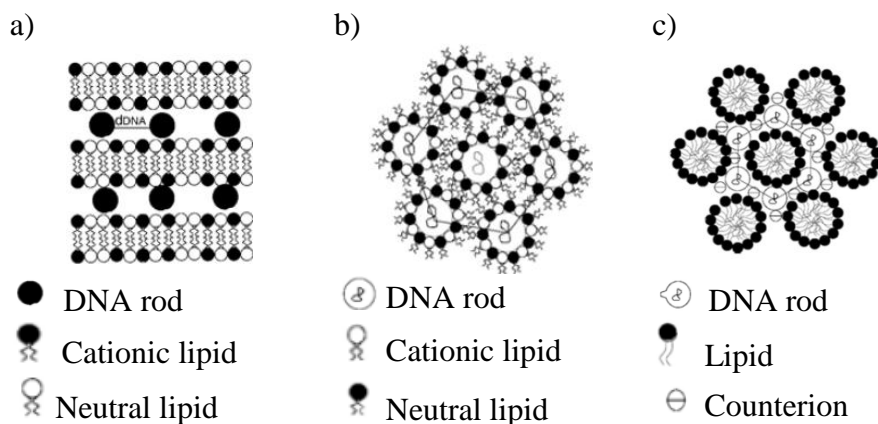 a)
b)
c)
dDNA
DNA rod
Cationic lipid
Neutral lipid
DNA rod
Cationic lipid
Neutral lipid
DNA rod
Lipid
Counterion